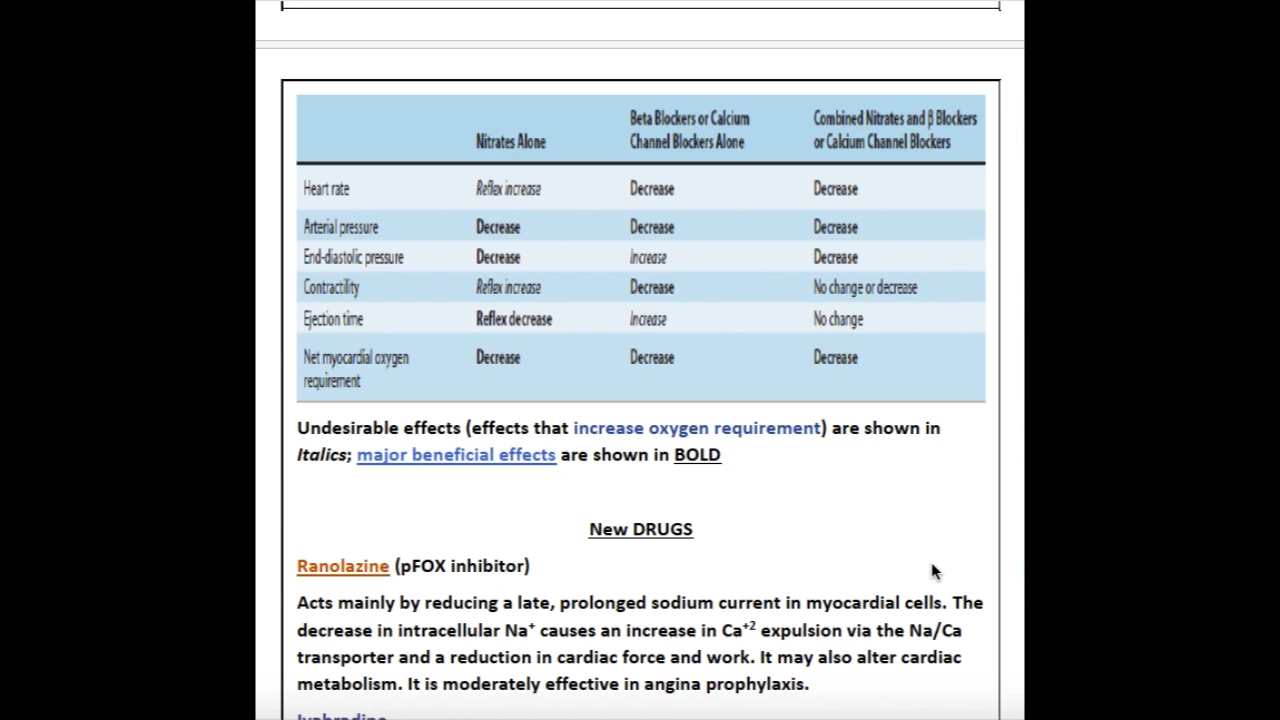 Beta Blockers or Calcium Combined Nitrates and β Blockers
Nitrates Alone Channel Blockers Alone or Calcium Channel Blockers
Heart rate Reflex increase Decrease Decrease
Arterial pressure Decrease Decrease Decrease
End-diastolic pressure Decrease Increase Decrease
Contractility Reflex increase Decrease No change or decrease
Ejection time Reflex decrease Increase No change
Net myocardial oxygen Decrease Decrease Decrease
requirement
Undesirable effects (effects that increase oxygen requirement) are shown in
Italics; major beneficial effects are shown in BOLD
New DRUGS
Ranolazine (pFOX inhibitor)
Acts mainly by reducing a late, prolonged sodium current in myocardial cells. The
decrease in intracellular Na⁺ causes an increase in Ca⁺² expulsion via the Na/Ca
transporter and a reduction in cardiac force and work. It may also alter cardiac
metabolism. It is moderately effective in angina prophylaxis.
Ivabradine